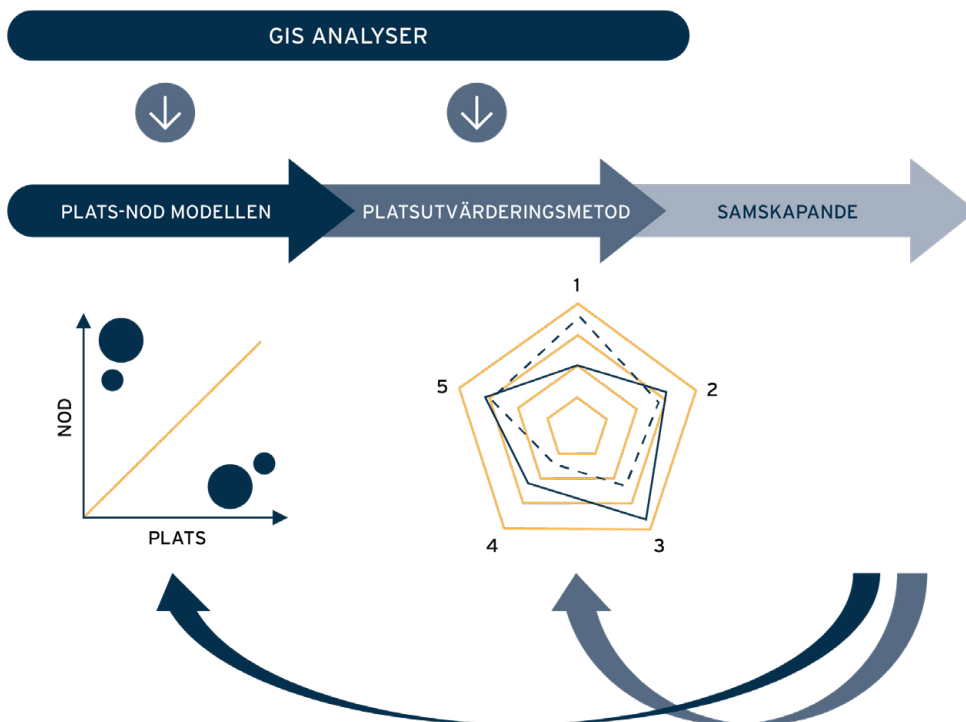 GIS ANALYSER
PLATS-NOD MODELLEN
PLATSUTVÄRDERINGSMETOD
SAMSKAPANDE
NOD
PLATS
1
2
3
4
5